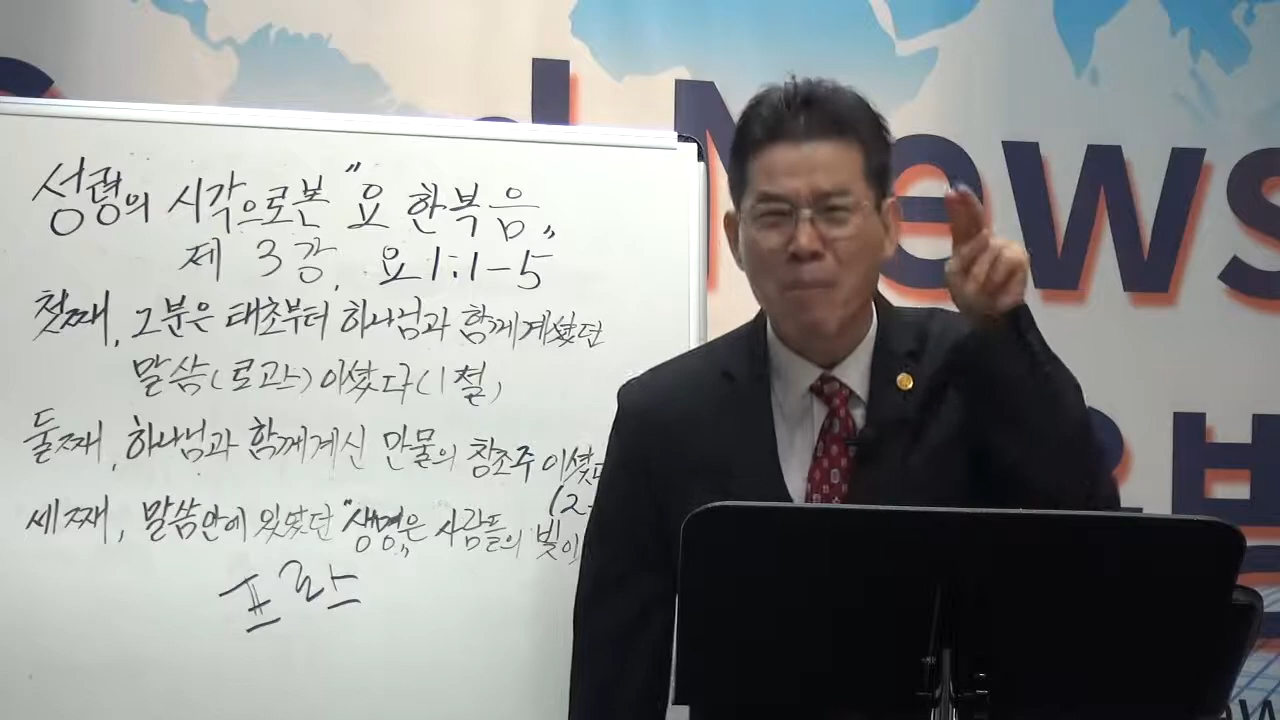 성령의 시각으로본 "요한복음"
제 3강. 요1:1-5
첫째, 그분은 태초부터 하나님과 함께계셨던
말씀(로고스)이셨다(1절)
둘째, 하나님과 함께계신 만물의 창조주이셨다
(2-
세째, 말씀안에 있었던 "생명"은 사람들의 빛이
프로스
News